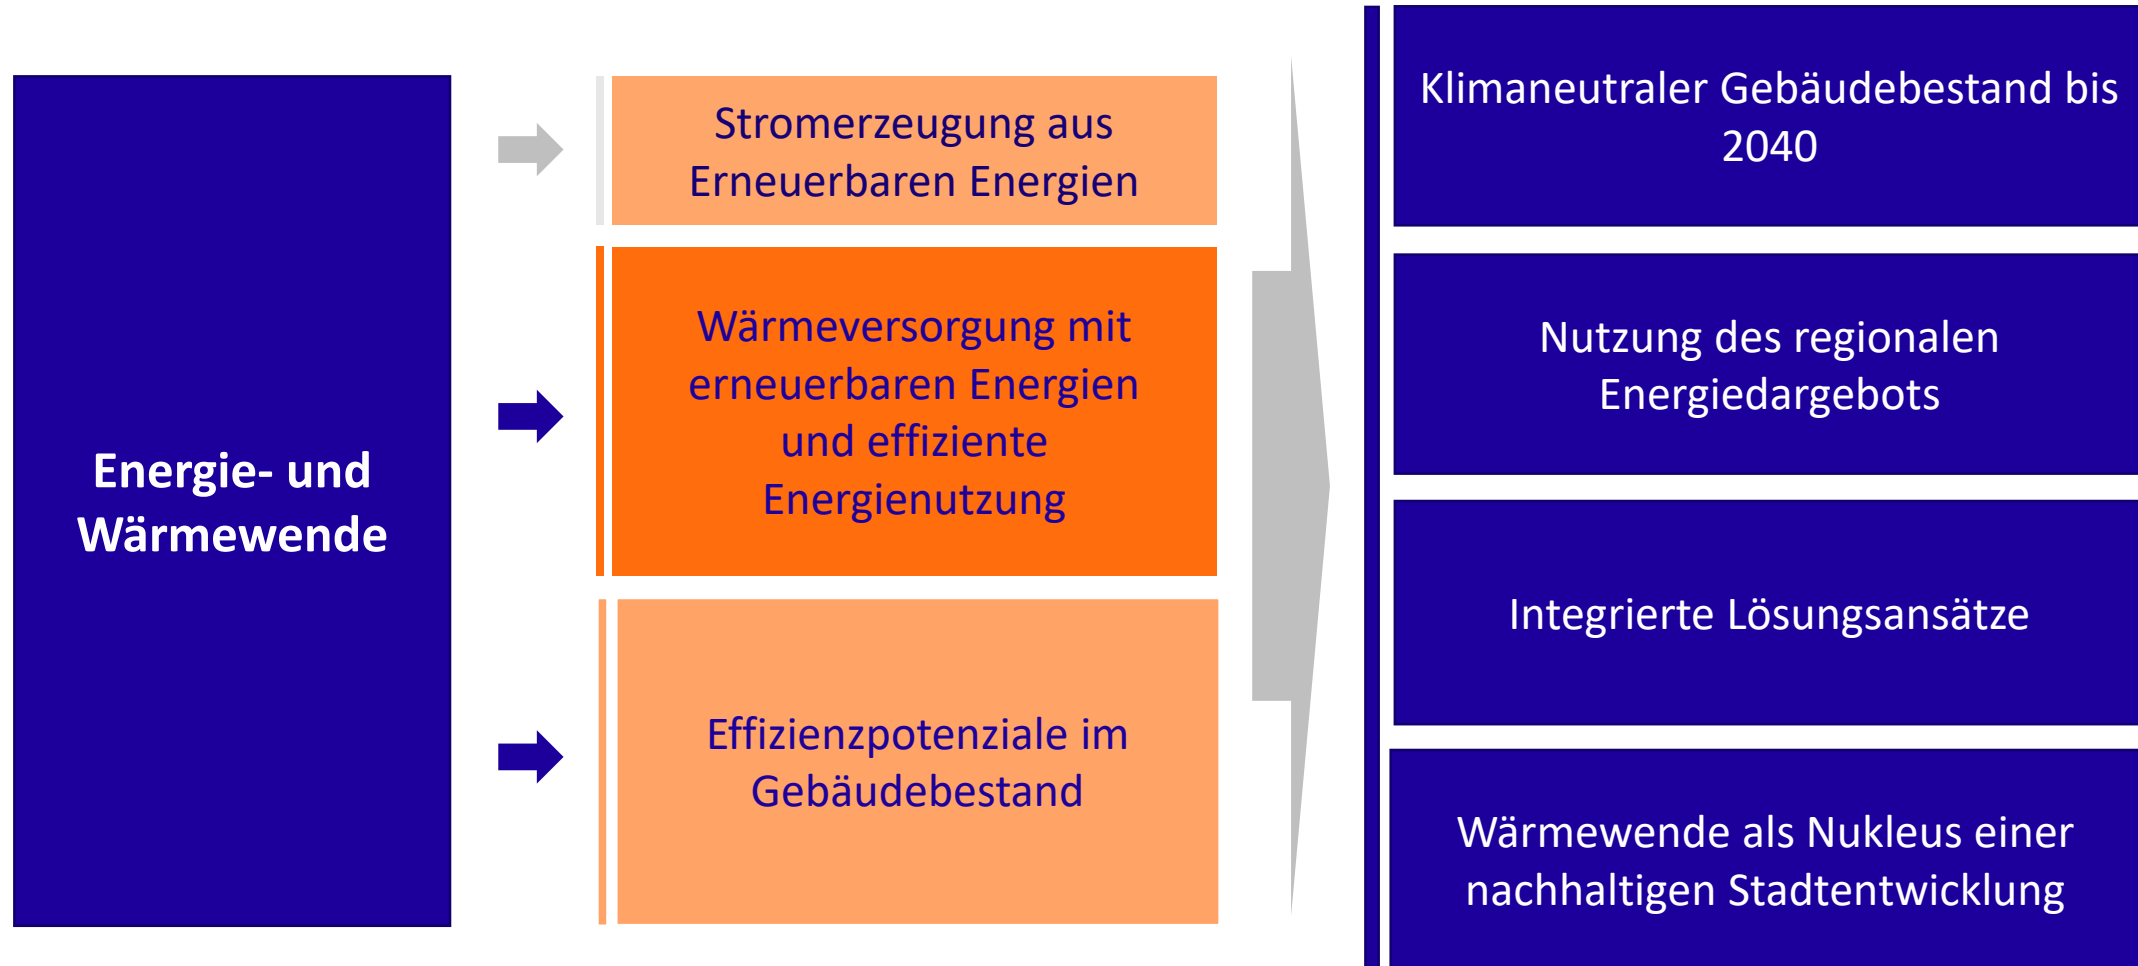 Energie- und
Wärmewende
Stromerzeugung aus
Erneuerbaren Energien
Wärmeversorgung mit
erneuerbaren Energien
und effiziente
Energienutzung
Effizienzpotenziale im
Gebäudebestand
Klimaneutraler Gebäudebestand bis
2040
Nutzung des regionalen
Energiedargebots
Integrierte Lösungsansätze
Wärmewende als Nukleus einer
nachhaltigen Stadtentwicklung